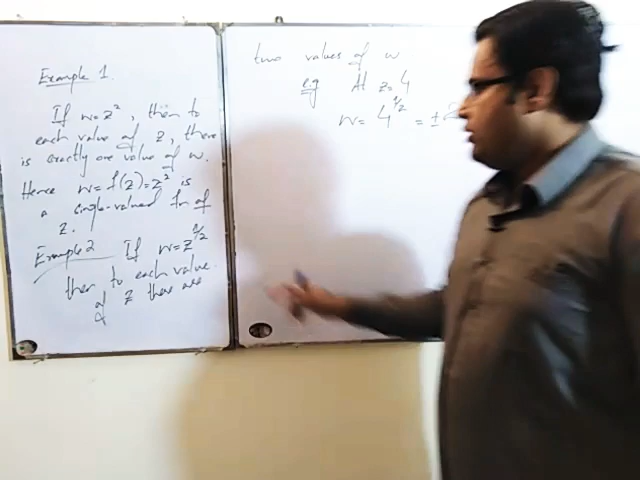 Example 1.
If w = z², then to
each value of z, there
is exactly one value of w.
Hence w = f(z) = z² is
a single-valued fn of
z.
Example 2 If w = z^1/2
then to each value
of z there are
two values of w
eg At z = 4
w = 4^1/2 = ± 2